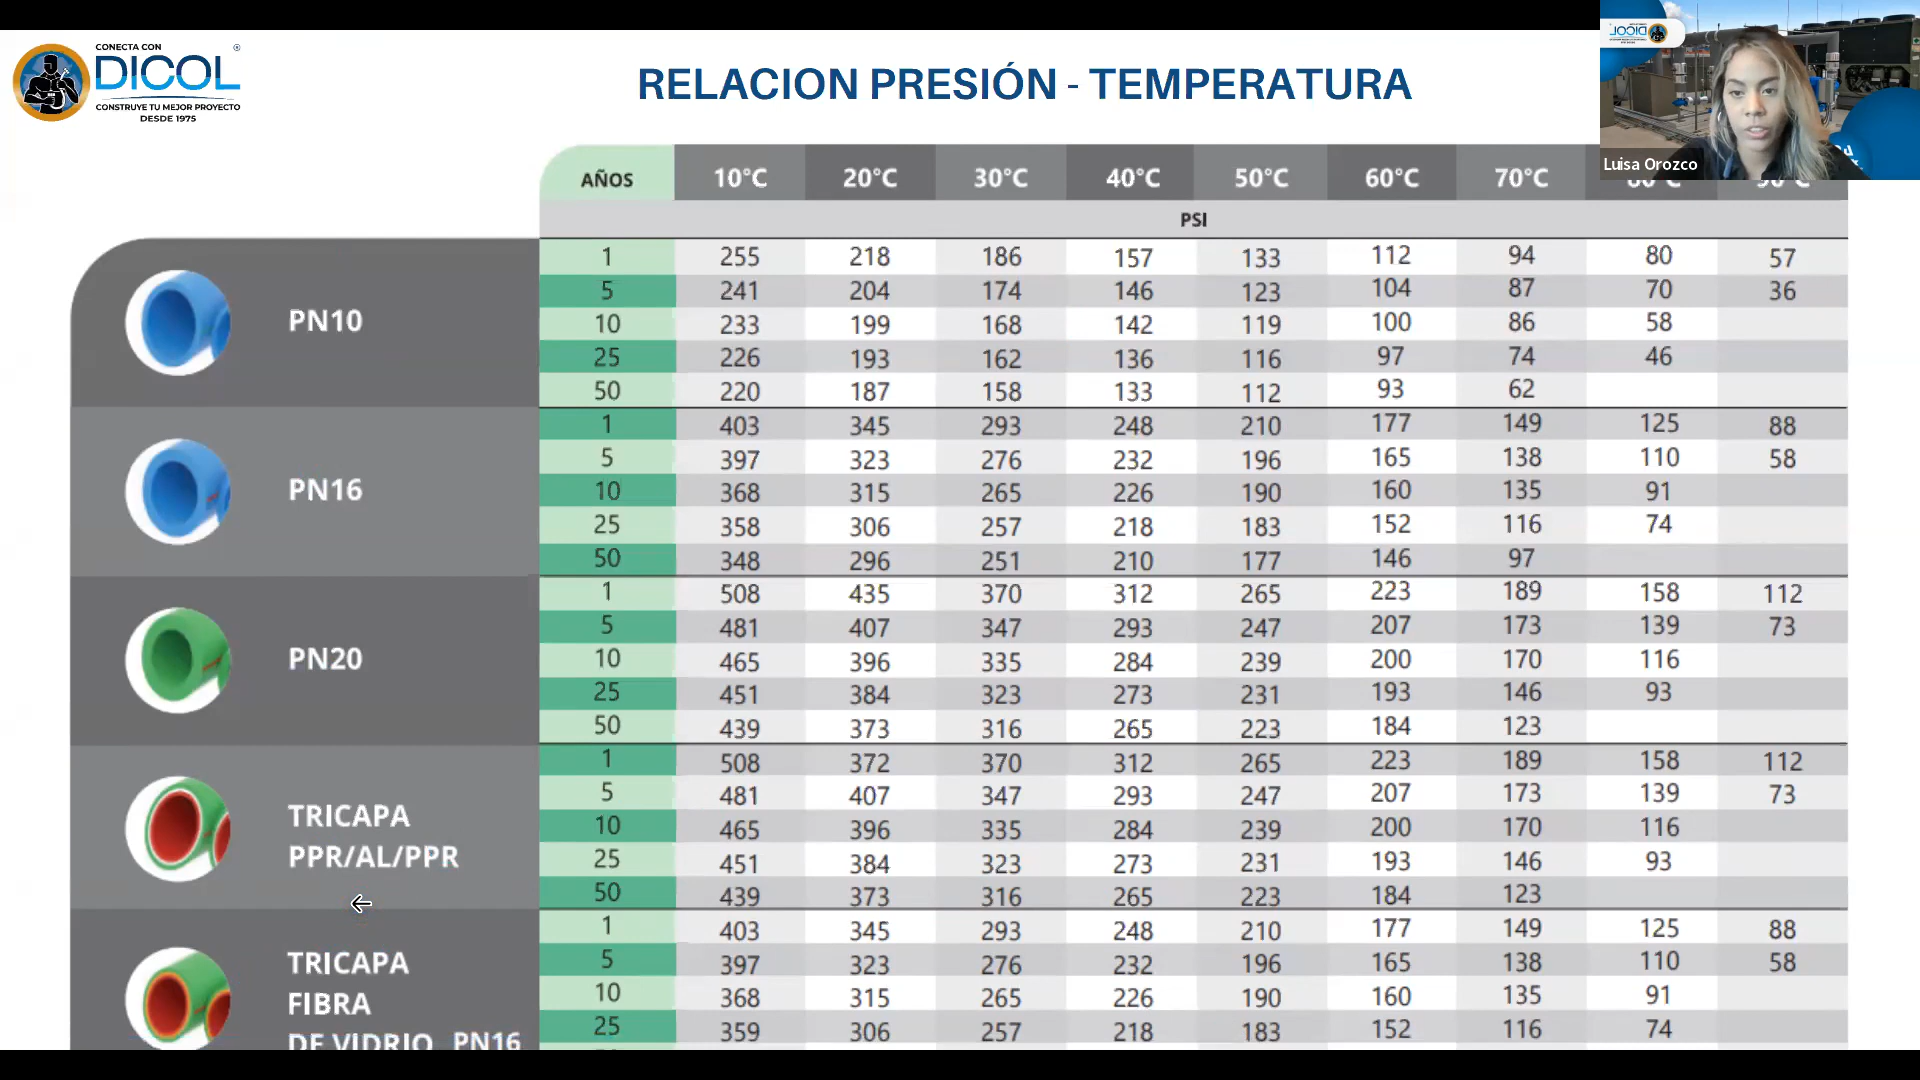 CONECTA CON
DICOL
CONSTRUYE TU MEJOR PROYECTO
DESDE 1975
RELACION PRESIÓN - TEMPERATURA
Luisa Orozco
AÑOS 10°C 20°C 30°C 40°C 50°C 60°C 70°C 80°C 90°C
PSI
PN10
1 255 218 186 157 133 112 94 80 57
5 241 204 174 146 123 104 87 70 36
10 233 199 168 142 119 100 86 58
25 226 193 162 136 116 97 74 46
50 220 187 158 133 112 93 62
PN16
1 403 345 293 248 210 177 149 125 88
5 397 323 276 232 196 165 138 110 58
10 368 315 265 226 190 160 135 91
25 358 306 257 218 183 152 116 74
50 348 296 251 210 177 146 97
PN20
1 508 435 370 312 265 223 189 158 112
5 481 407 347 293 247 207 173 139 73
10 465 396 335 284 239 200 170 116
25 451 384 323 273 231 193 146 93
50 439 373 316 265 223 184 123
TRICAPA
PPR/AL/PPR
1 508 372 370 312 265 223 189 158 112
5 481 407 347 293 247 207 173 139 73
10 465 396 335 284 239 200 170 116
25 451 384 323 273 231 193 146 93
50 439 373 316 265 223 184 123
TRICAPA
FIBRA
DE VIDRIO PN16
1 403 345 293 248 210 177 149 125 88
5 397 323 276 232 196 165 138 110 58
10 368 315 265 226 190 160 135 91
25 359 306 257 218 183 152 116 74